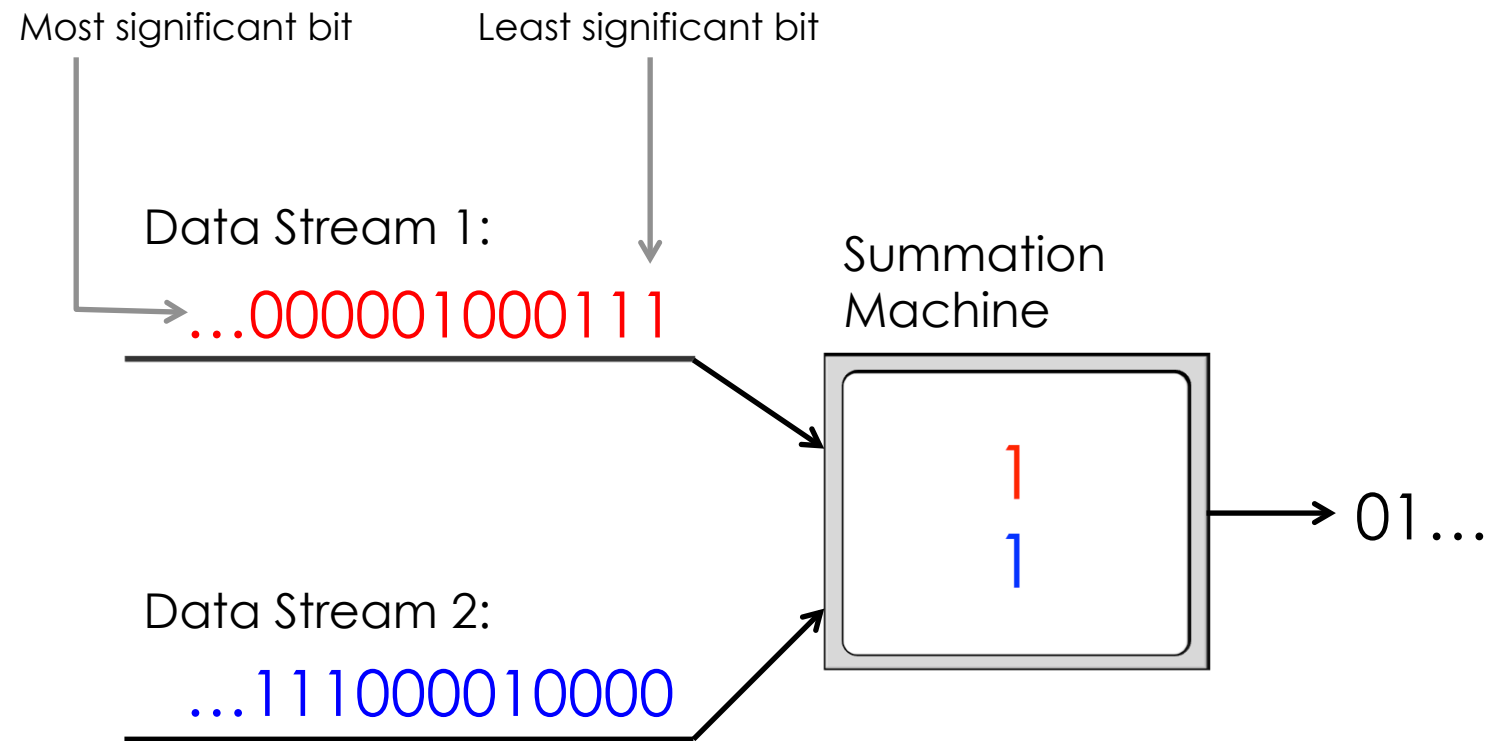 Most significant bit
Least significant bit
Data Stream 1:
...000001000111
Summation
Machine
1
1
01...
Data Stream 2:
...111000010000